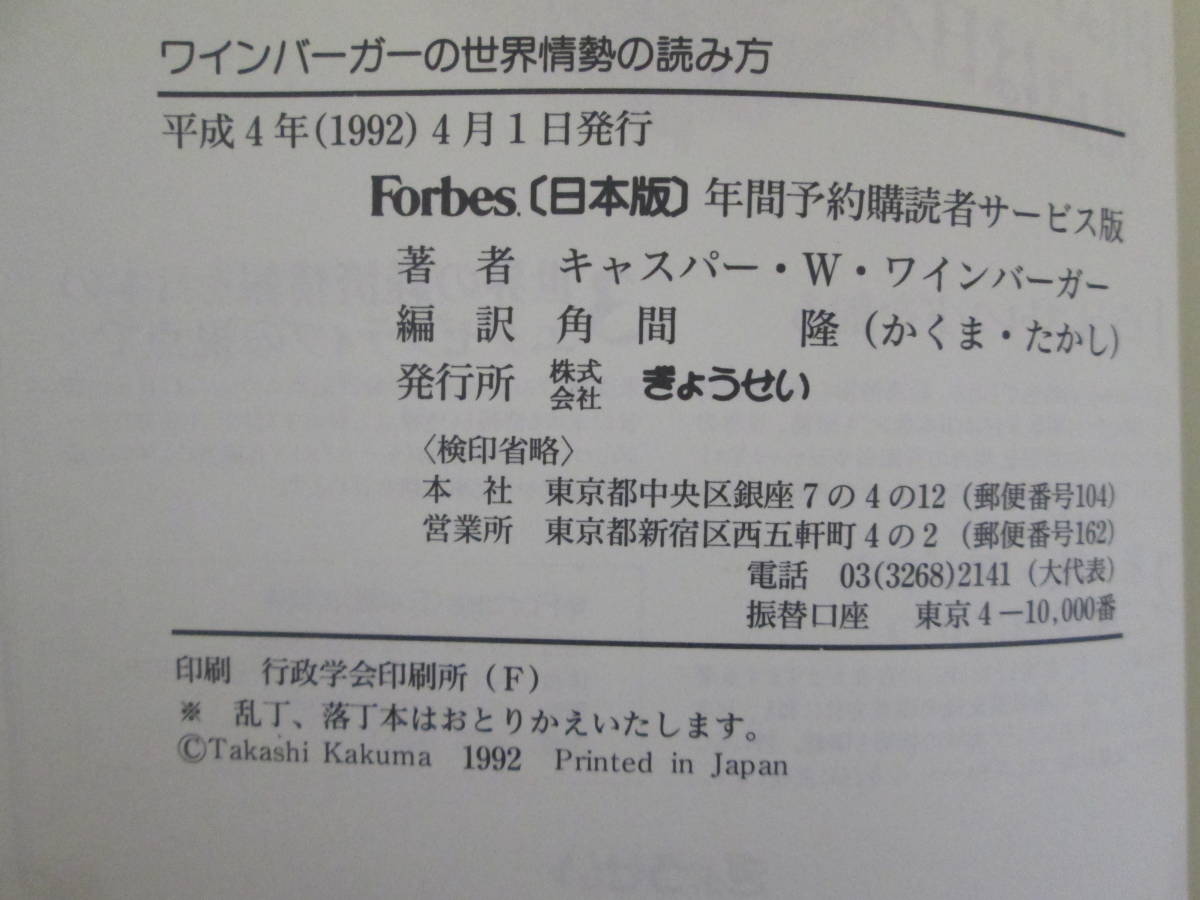 ワインバーガーの世界情勢の読み方
平成4年(1992) 4月1日発行
Forbes.〔日本版〕年間予約購読者サービス版
著者 キャスパー・W・ワインバーガー
編訳 角間 隆 (かくま・たかし)
発行所 株式会社 ぎょうせい
〈検印省略〉
本社 東京都中央区銀座7の4の12 (郵便番号104)
営業所 東京都新宿区西五軒町4の2 (郵便番号162)
電話 03(3268)2141 (大代表)
振替口座 東京4―10,000番
印刷 行政学会印刷所 (F)
※ 乱丁、落丁本はおとりかえいたします。
©Takashi Kakuma 1992 Printed in Japan